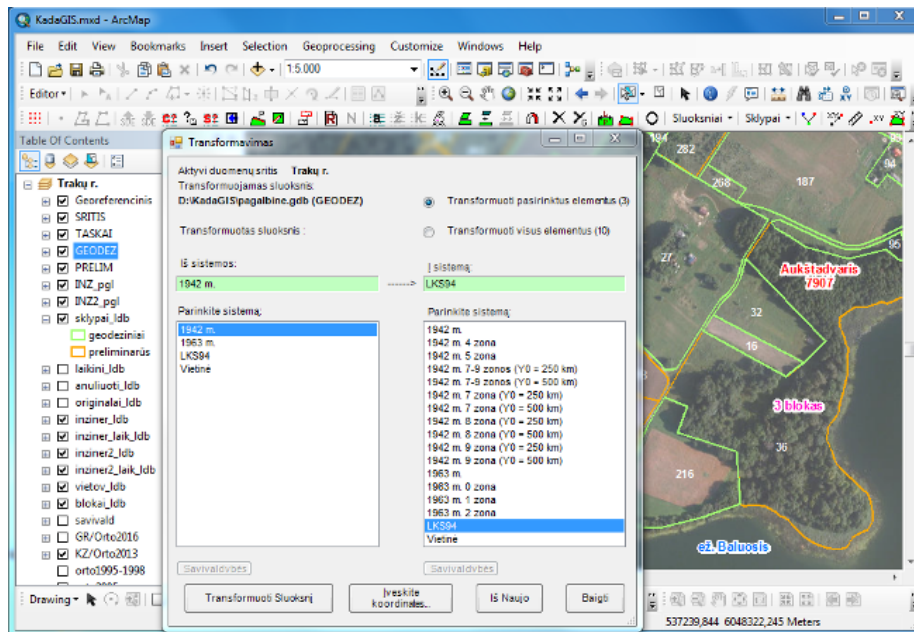 KadaGIS.mxd - ArcMap
File Edit View Bookmarks Insert Selection Geoprocessing Customize Windows Help
1:5.000
Editor
Sluoksniai Sklypai
.xv
Table Of Contents
Trakų r.
Georeferencinis
SRITIS
TASKAI
GEODEZ
PRELIM
INZ_pgl
INZ2_pgl
sklypai_ldb
geodeziniai
preliminarūs
laikini_ldb
anuliuoti_ldb
originalai_ldb
inziner_ldb
inziner_laik_ldb
inziner2_ldb
inziner2_laik_ldb
vietov_ldb
blokai_ldb
savivald
GR/Orto2016
KZ/Orto2013
orto1995-1998
Transformavimas
Aktyvi duomenų sritis Trakų r.
Transformuojamas sluoksnis:
D:\KadaGIS\pagalbine.gdb (GEODEZ)
Transformuoti pasirinktus elementus (3)
Transformuotas sluoksnis :
Transformuoti visus elementus (10)
Iš sistemos:
Į sistemą:
1942 m.
------>
LKS94
Parinkite sistemą:
1942 m.
1963 m.
LKS94
Vietinė
Parinkite sistemą:
1942 m.
1942 m. 4 zona
1942 m. 5 zona
1942 m. 7-9 zonos (Y0 = 250 km)
1942 m. 7-9 zonos (Y0 = 500 km)
1942 m. 7 zona (Y0 = 250 km)
1942 m. 7 zona (Y0 = 500 km)
1942 m. 8 zona (Y0 = 250 km)
1942 m. 8 zona (Y0 = 500 km)
1942 m. 9 zona (Y0 = 250 km)
1942 m. 9 zona (Y0 = 500 km)
1963 m.
1963 m. 0 zona
1963 m. 1 zona
1963 m. 2 zona
LKS94
Vietinė
Savivaldybės
Savivaldybės
Transformuoti Sluoksnį
Įveskite koordinates...
Iš Naujo
Baigti
194
282
268
187
94
95
27
Aukštadvaris
7907
32
16
3 blokas
36
216
ež. Baluosis
Drawing
537239,844 6048322,245 Meters